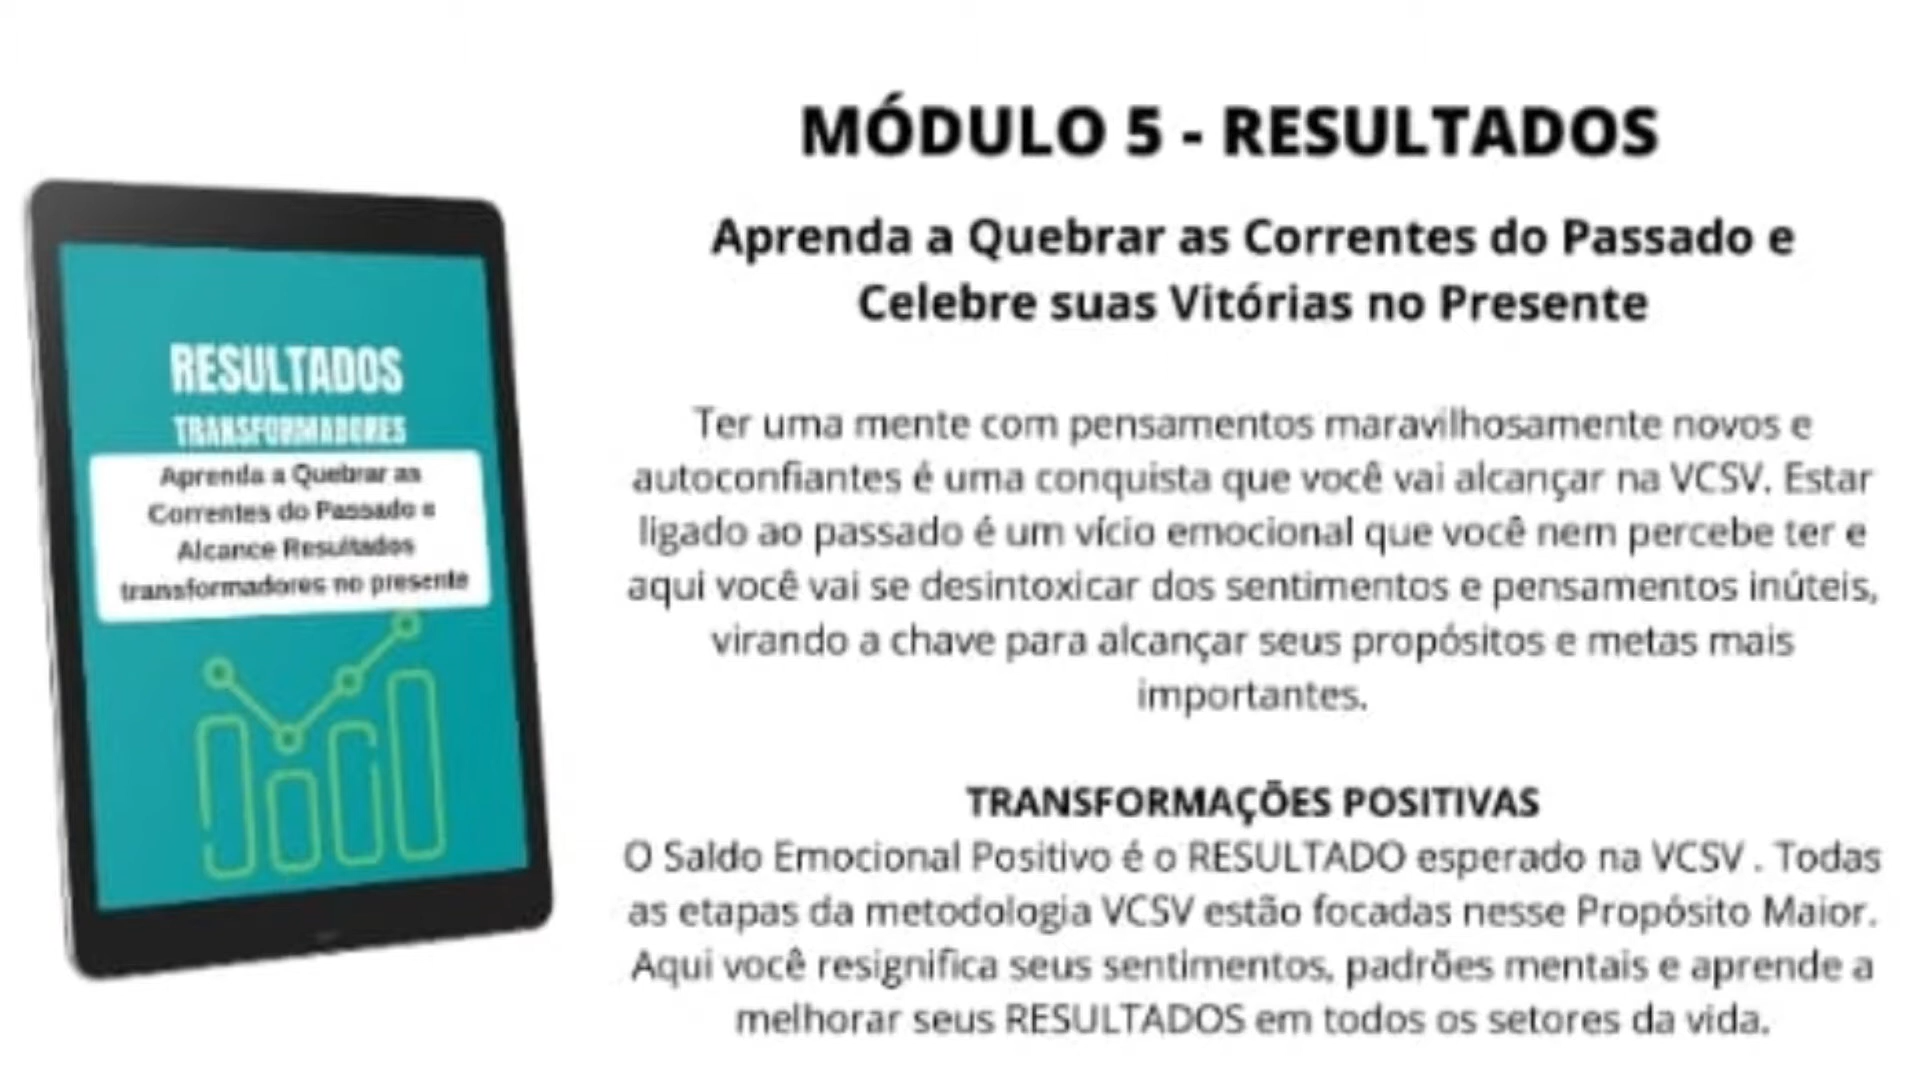 MÓDULO 5 - RESULTADOS
Aprenda a Quebrar as Correntes do Passado e
Celebre suas Vitórias no Presente
Ter uma mente com pensamentos maravilhosamente novos e
autoconfiantes é uma conquista que você vai alcançar na VCSV. Estar
ligado ao passado é um vício emocional que você nem percebe ter e
aqui você vai se desintoxicar dos sentimentos e pensamentos inúteis,
virando a chave para alcançar seus propósitos e metas mais
importantes.
TRANSFORMAÇÕES POSITIVAS
O Saldo Emocional Positivo é o RESULTADO esperado na VCSV . Todas
as etapas da metodologia VCSV estão focadas nesse Propósito Maior.
Aqui você resignifica seus sentimentos, padrões mentais e aprende a
melhorar seus RESULTADOS em todos os setores da vida.
RESULTADOS
TRANSFORMADORES
Aprenda a Quebrar as
Correntes do Passado e
Alcance Resultados
transformadores no presente